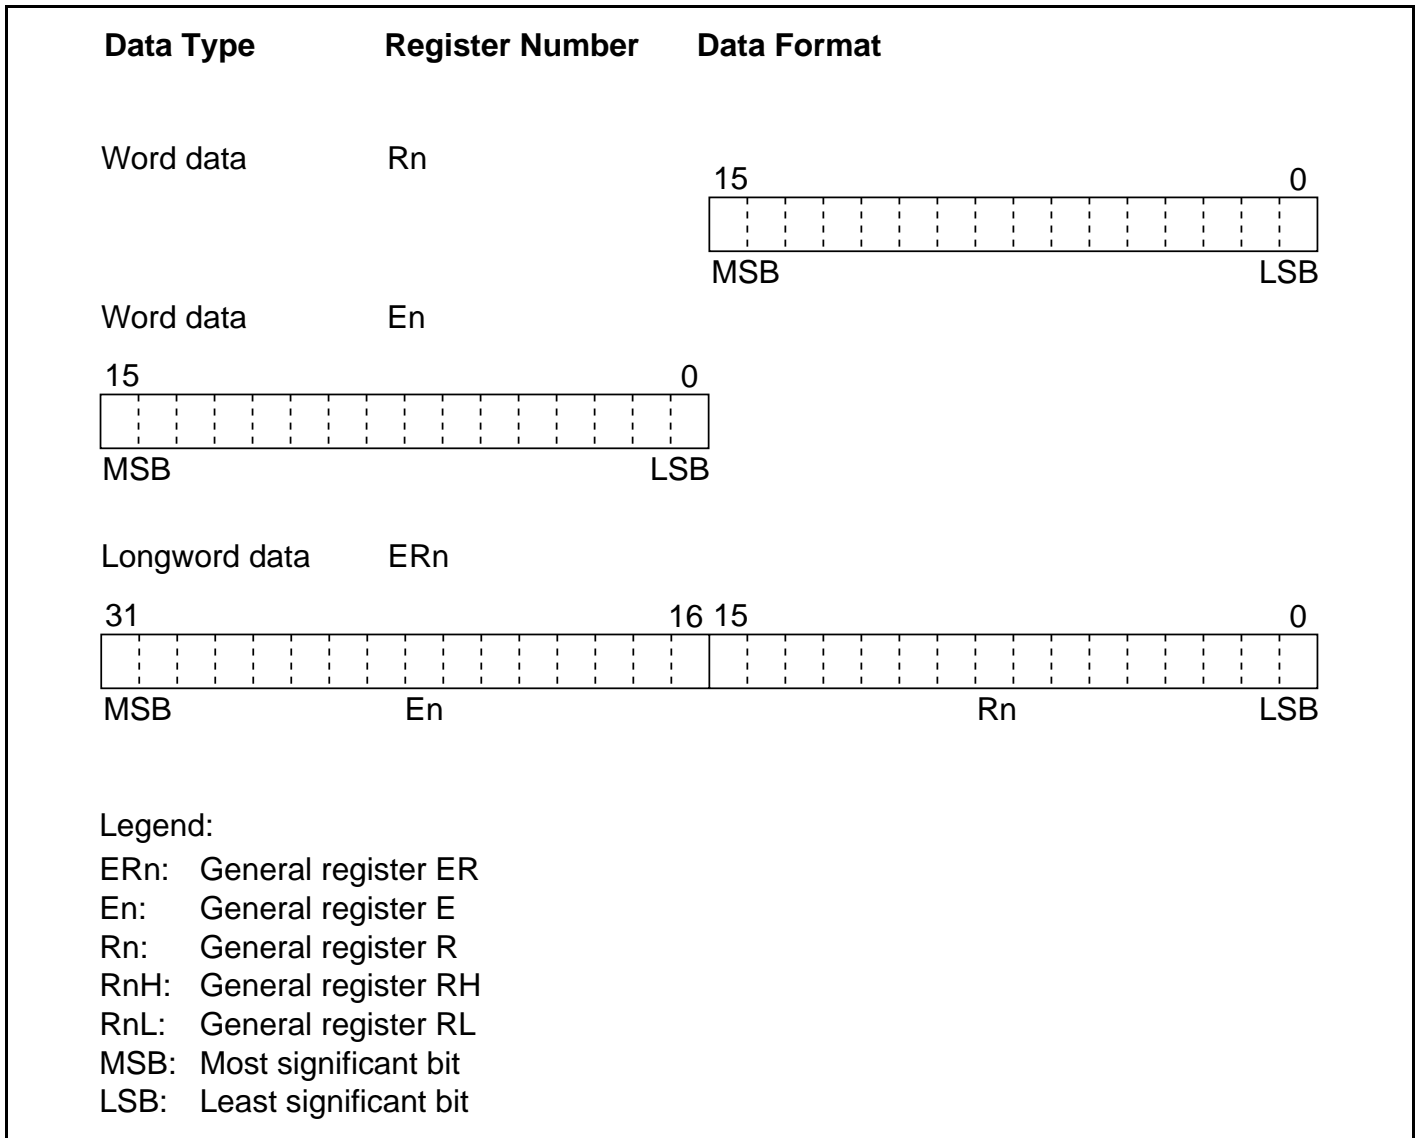 Data Type Register Number Data Format
Word data Rn
15 0
MSB LSB
Word data En
15 0
MSB LSB
Longword data ERn
31 16 15 0
MSB En Rn LSB
Legend:
ERn: General register ER
En: General register E
Rn: General register R
RnH: General register RH
RnL: General register RL
MSB: Most significant bit
LSB: Least significant bit